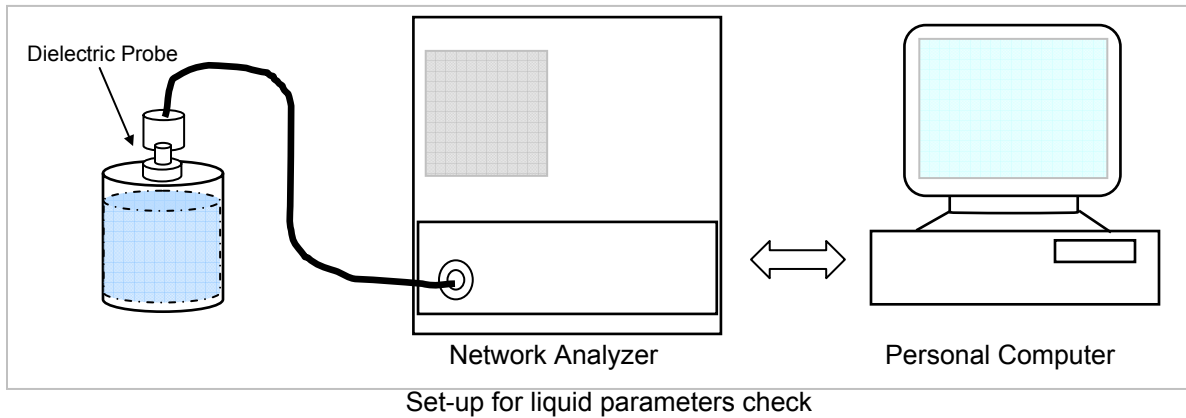 Dielectric Probe
Network Analyzer
Personal Computer
Set-up for liquid parameters check